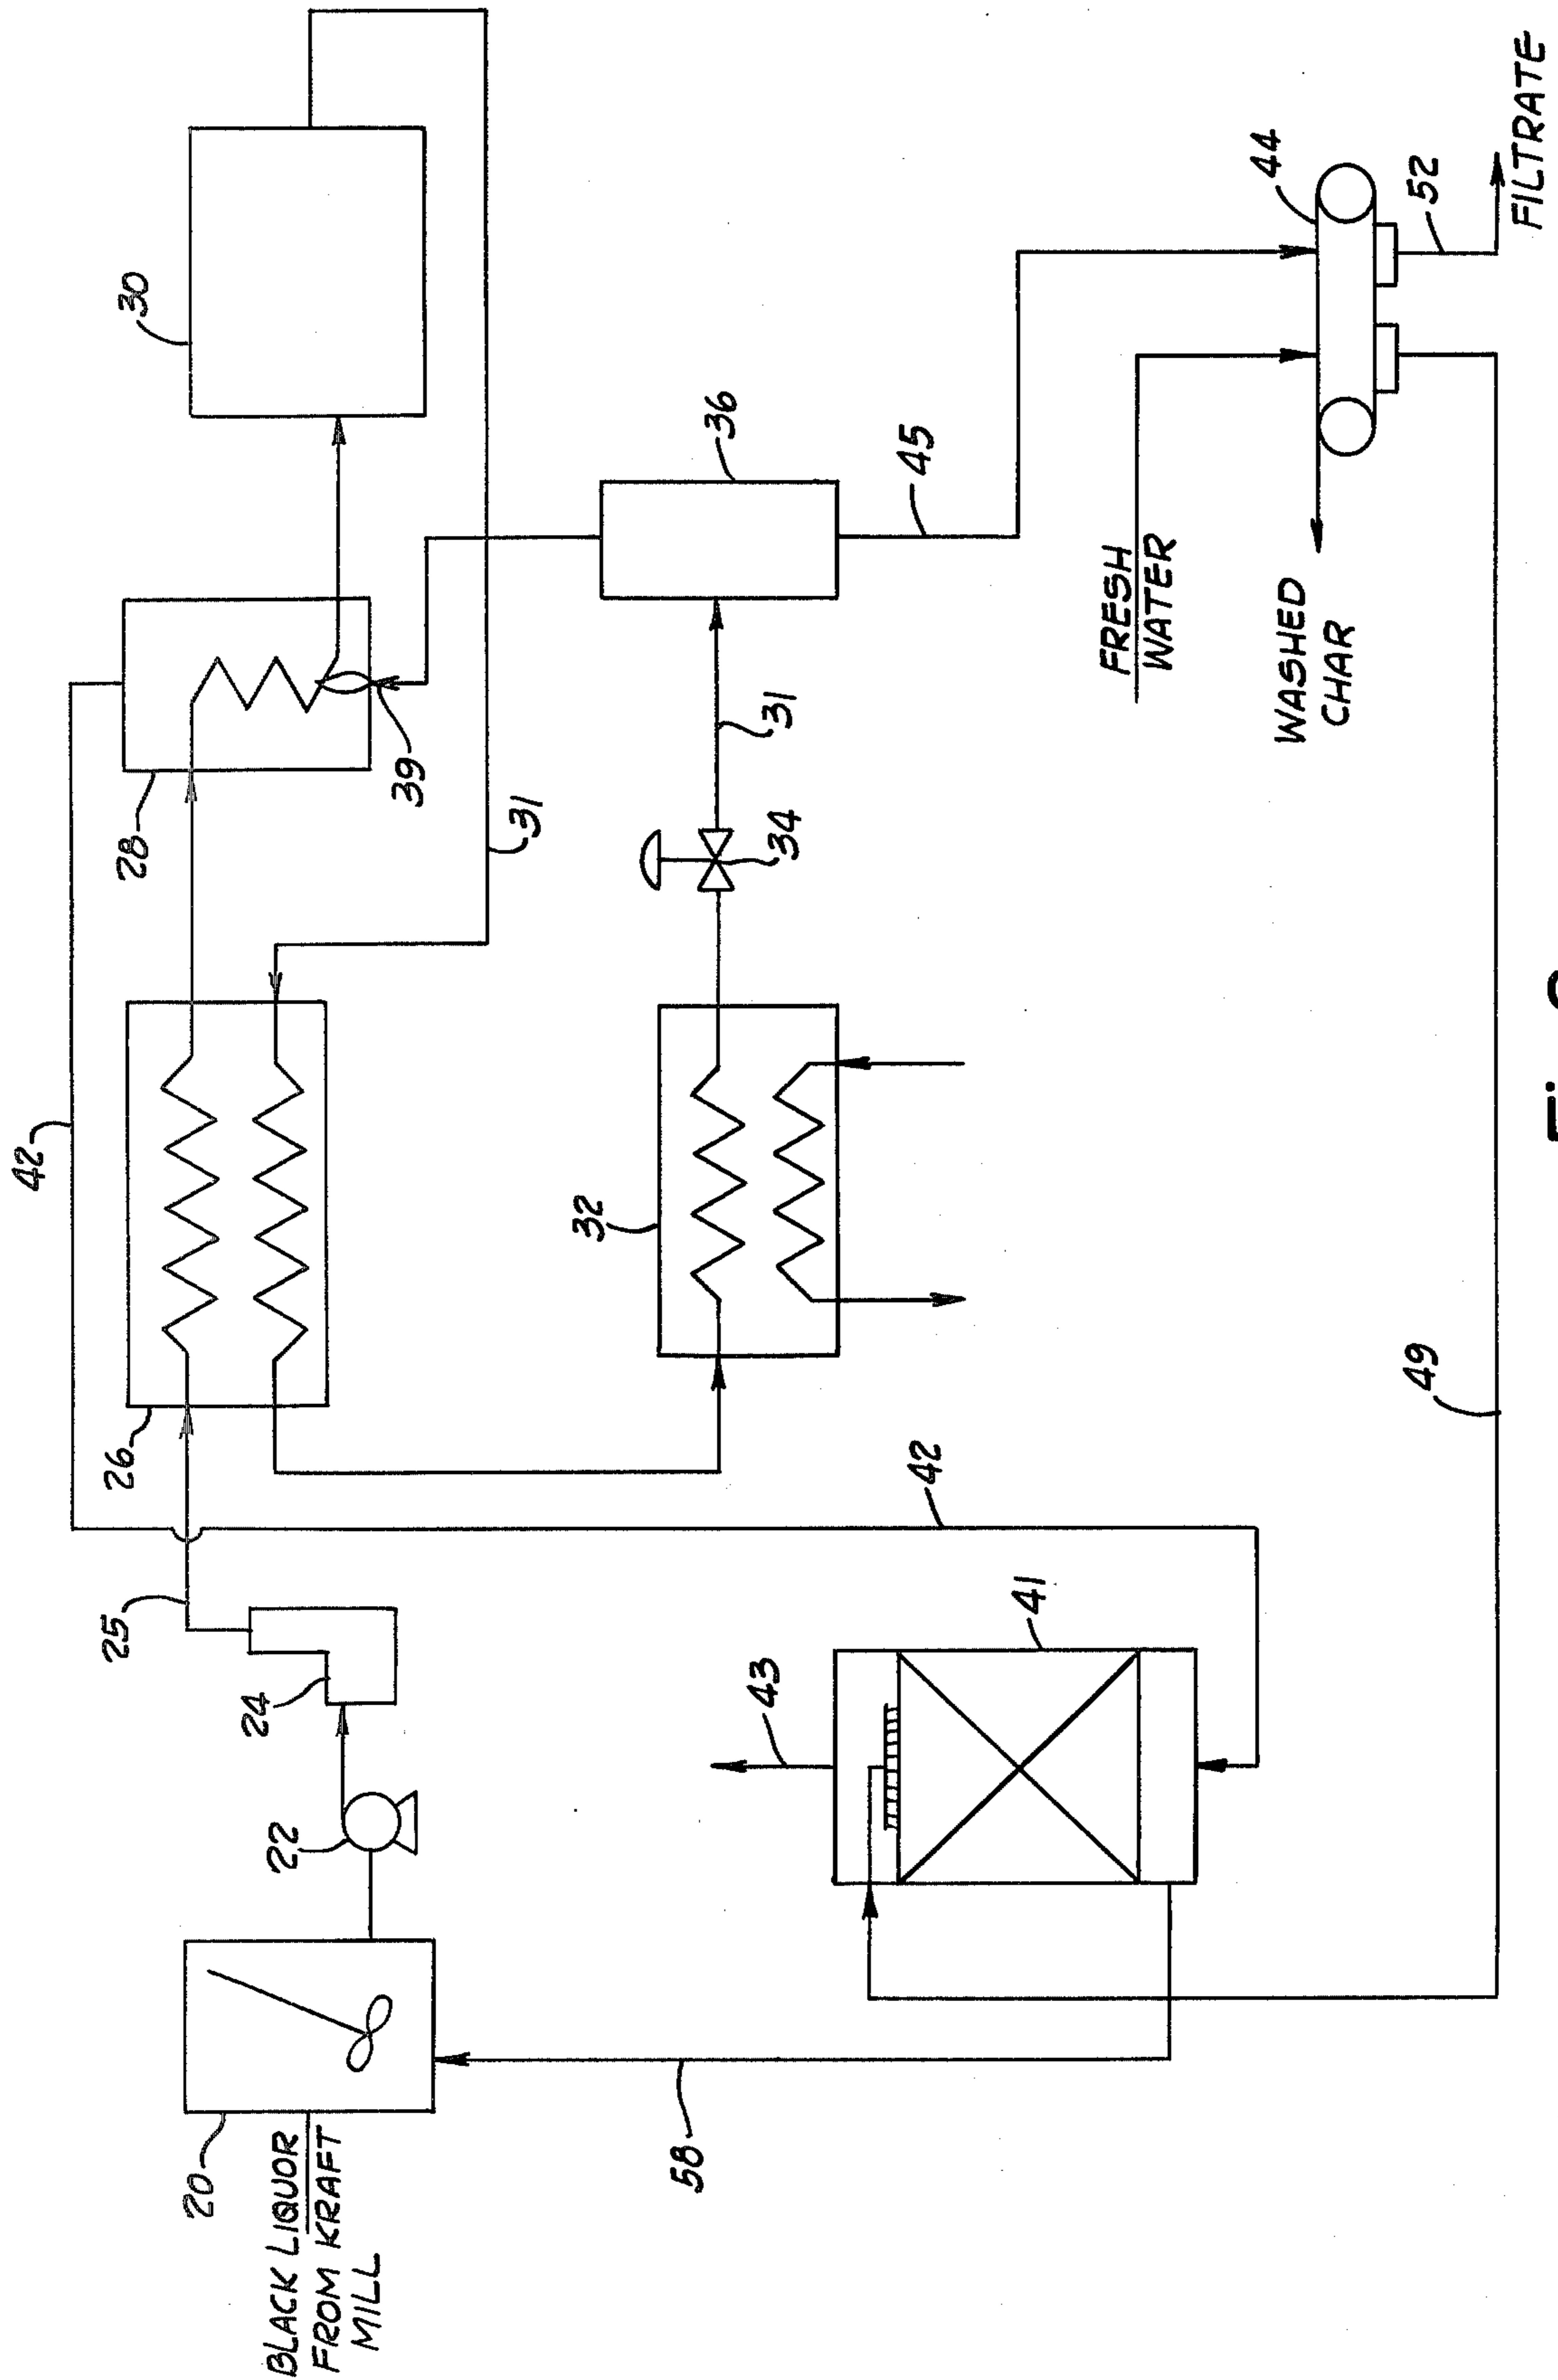 42
25
26
28
30
24
22
39
31
20
BLACK LIQUOR
FROM KRAFT
MILL
32
34
31
36
45
43
41
42
58
FRESH
WATER
WASHED
CHAR
44
52
FILTRATE
49